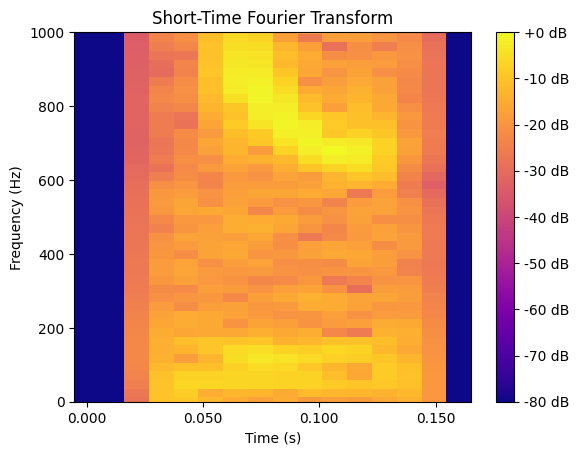 Short-Time Fourier Transform
1000
800
600
400
200
0
Frequency (Hz)
0.000
0.050
0.100
0.150
Time (s)
+0 dB
-10 dB
-20 dB
-30 dB
-40 dB
-50 dB
-60 dB
-70 dB
-80 dB